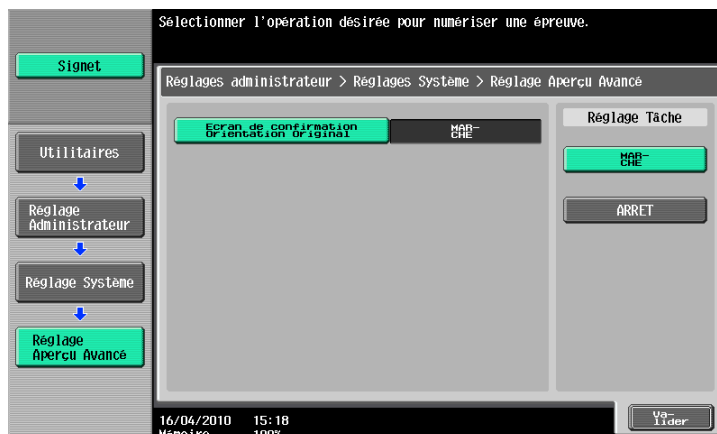 Sélectionner l'opération désirée pour numériser une épreuve.
Signet
Réglages administrateur > Réglages Système > Réglage Aperçu Avancé
Ecran de confirmation
Orientation Original
MAR-
CHE
Réglage Tâche
MAR-
CHE
ARRET
Utilitaires
Réglage
Administrateur
Réglage Système
Réglage
Aperçu Avancé
16/04/2010 15:18
Mémoire 100%
Va-
lider